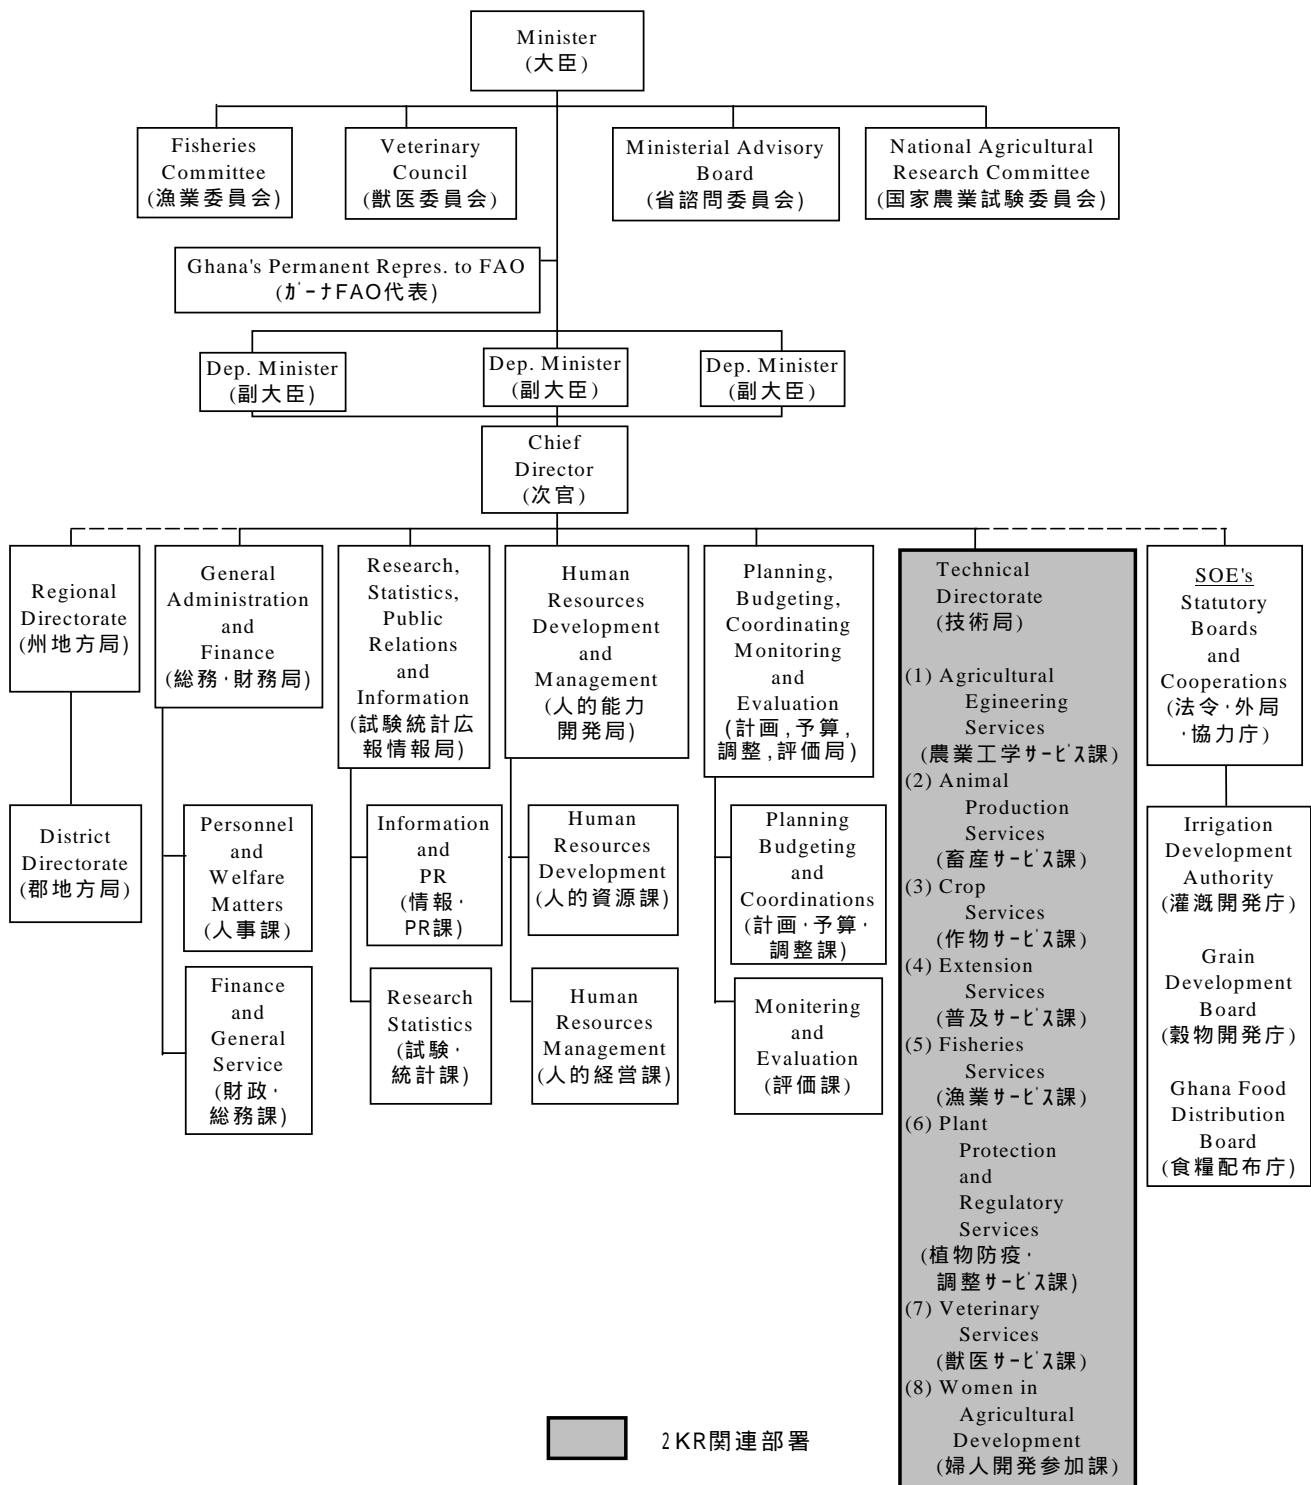 Minister
(大臣)
Fisheries
Committee
(漁業委員会)
Veterinary
Council
(獣医委員会)
Ministerial Advisory
Board
(省諮問委員会)
National Agricultural
Research Committee
(国家農業試験委員会)
Ghana's Permanent Repres. to FAO
(ｶﾞｰﾅFAO代表)
Dep. Minister
(副大臣)
Dep. Minister
(副大臣)
Dep. Minister
(副大臣)
Chief
Director
(次官)
Regional
Directorate
(州地方局)
General
Administration
and
Finance
(総務･財務局)
Research,
Statistics,
Public
Relations
and
Information
(試験統計広
報情報局)
Human
Resources
Development
and
Management
(人的能力
開発局)
Planning,
Budgeting,
Coordinating
Monitoring
and
Evaluation
(計画,予算,
調整,評価局)
Technical
Directorate
(技術局)
(1) Agricultural
Egineering
Services
(農業工学ｻｰﾋﾞｽ課)
(2) Animal
Production
Services
(畜産ｻｰﾋﾞｽ課)
(3) Crop
Services
(作物ｻｰﾋﾞｽ課)
(4) Extension
Services
(普及ｻｰﾋﾞｽ課)
(5) Fisheries
Services
(漁業ｻｰﾋﾞｽ課)
(6) Plant
Protection
and
Regulatory
Services
(植物防疫･
調整ｻｰﾋﾞｽ課)
(7) Veterinary
Services
(獣医ｻｰﾋﾞｽ課)
(8) Women in
Agricultural
Development
(婦人開発参加課)
SOE's
Statutory
Boards
and
Cooperations
(法令･外局
･協力庁)
District
Directorate
(郡地方局)
Personnel
and
Welfare
Matters
(人事課)
Finance
and
General
Service
(財政･
総務課)
Information
and
PR
(情報･
PR課)
Research
Statistics
(試験･
統計課)
Human
Resources
Development
(人的資源課)
Human
Resources
Management
(人的経営課)
Planning
Budgeting
and
Coordinations
(計画･予算･
調整課)
Monitering
and
Evaluation
(評価課)
Irrigation
Development
Authority
(灌漑開発庁)
Grain
Development
Board
(穀物開発庁)
Ghana Food
Distribution
Board
(食糧配布庁)
2KR関連部署